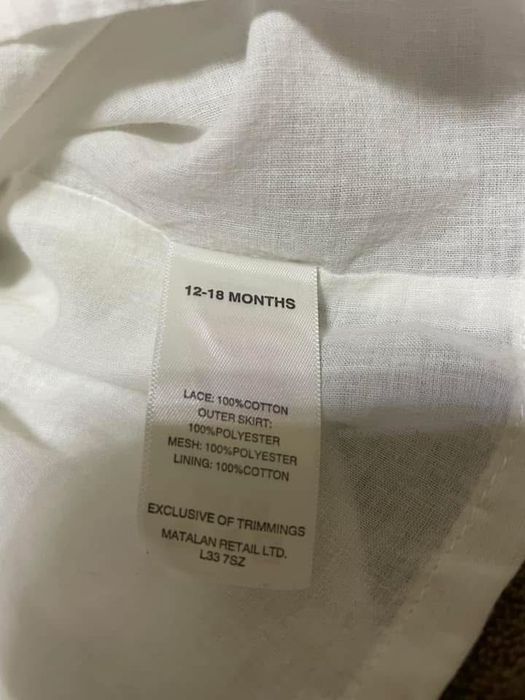 12-18 MONTHS
LACE: 100%COTTON
OUTER SKIRT:
100%POLYESTER
MESH: 100%POLYESTER
LINING: 100%COTTON
EXCLUSIVE OF TRIMMINGS
MATALAN RETAIL LTD.
L33 7SZ